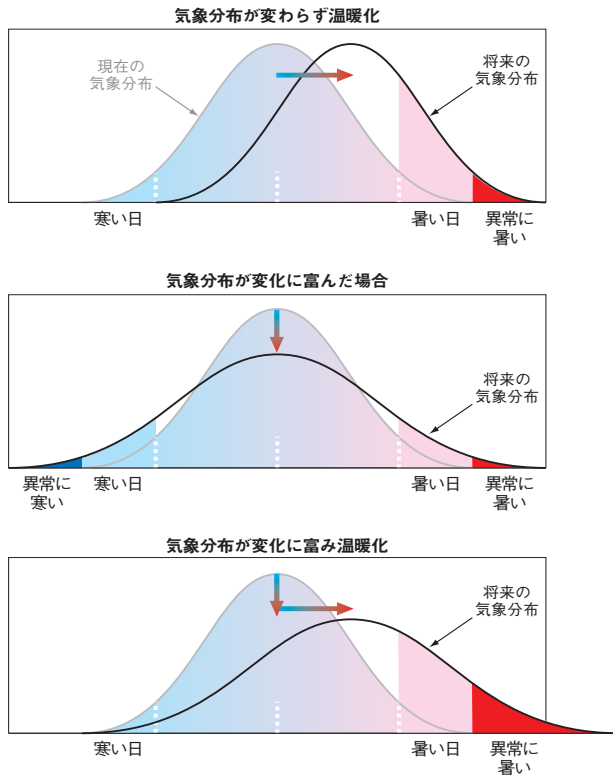 気象分布が変わらず温暖化
現在の
気象分布
将来の
気象分布
寒い日
暑い日
異常に
暑い
気象分布が変化に富んだ場合
将来の
気象分布
異常に
寒い
寒い日
暑い日
異常に
暑い
気象分布が変化に富み温暖化
将来の
気象分布
寒い日
暑い日
異常に
暑い